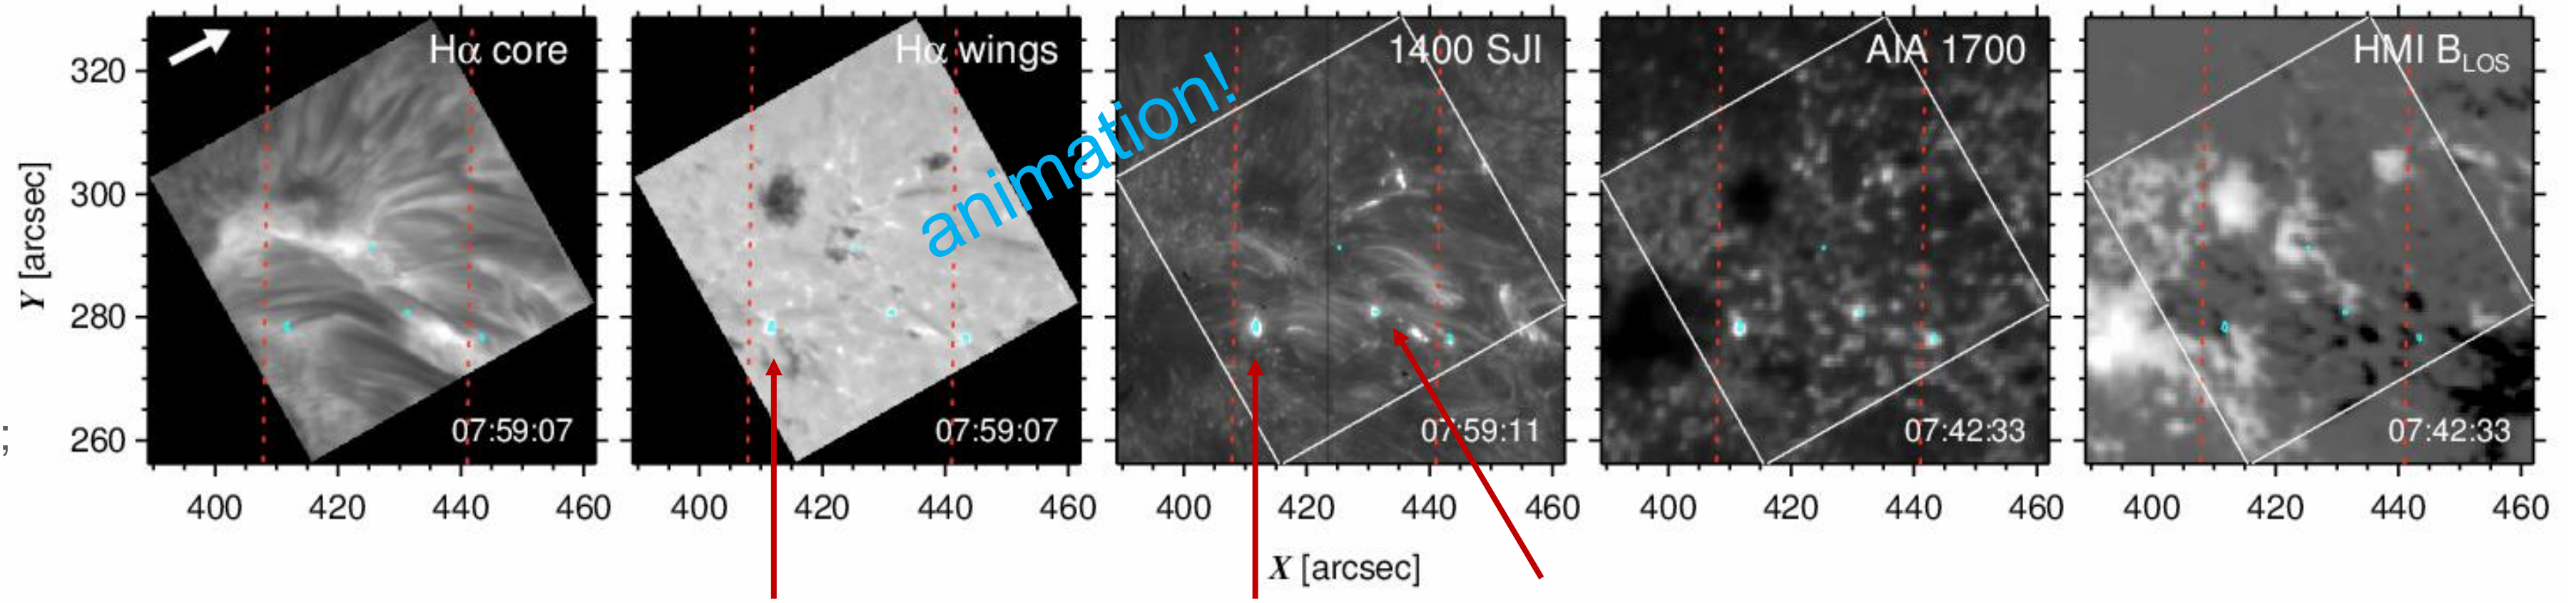 Hα core
Hα wings
1400 SJI
AIA 1700
HMI B_LOS
animation!
320
300
280
260
Y [arcsec]
;
07:59:07
07:59:07
07:59:11
07:42:33
07:42:33
400 420 440 460
400 420 440 460
400 420 440 460
400 420 440 460
400 420 440 460
X [arcsec]